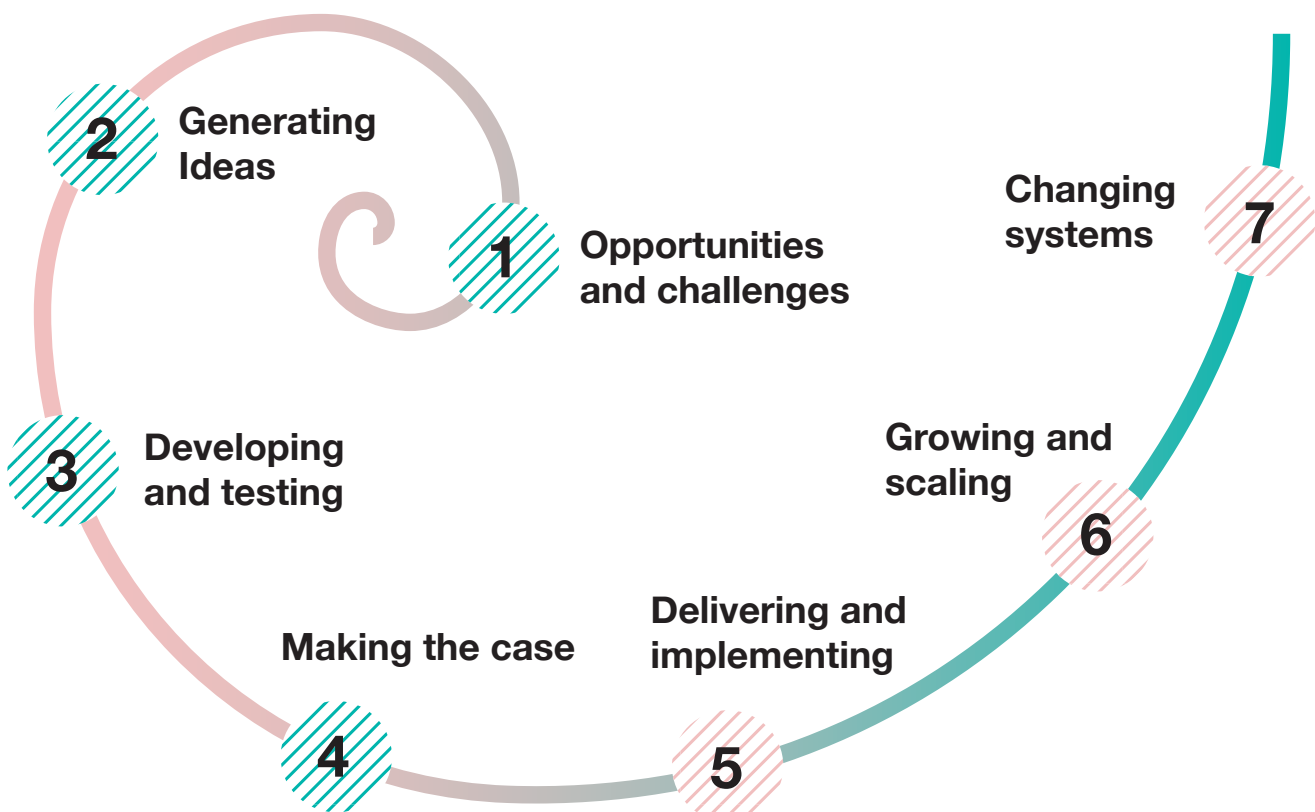 1
Opportunities
and challenges
2
Generating
Ideas
3
Developing
and testing
4
Making the case
5
Delivering and
implementing
6
Growing and
scaling
7
Changing
systems